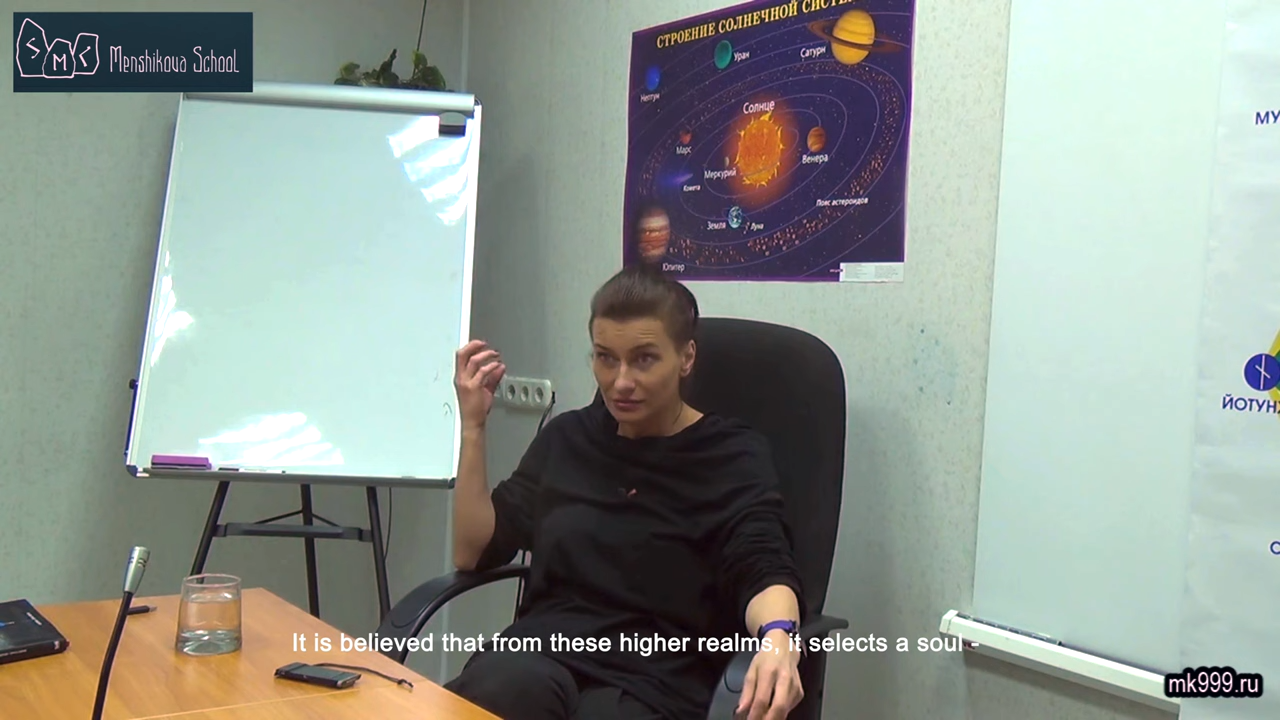 SMS Menshikova School
СТРОЕНИЕ СОЛНЕЧНОЙ
Уран
Сатурн
Нептун
Солнце
Марс
Венера
Меркурий
Комета
Пояс астероидов
Земля
Луна
Юпитер
МУ
ЙОТУН
It is believed that from these higher realms, it selects a soul -
mk999.ru